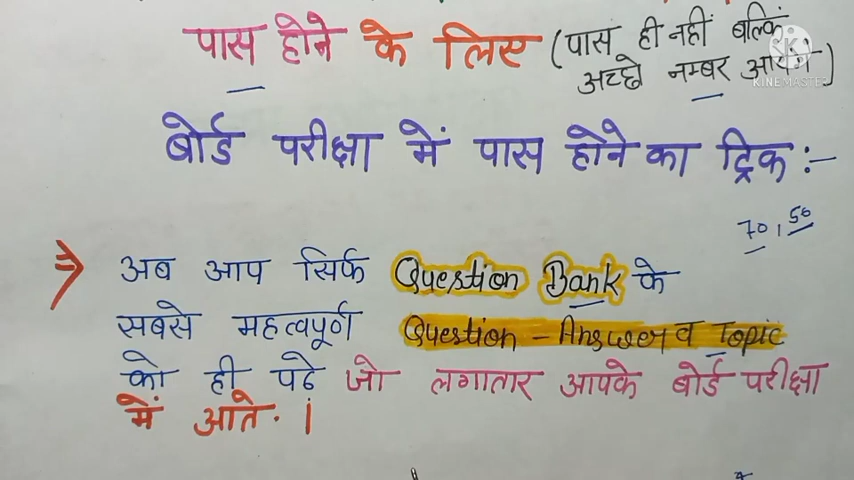 पास होने के लिए (पास ही नहीं बल्कि
अच्छे नम्बर आयेंगे)
KINEMASTER
बोर्ड परीक्षा में पास होने का ट्रिक :-
70, 50
⇒ अब आप सिर्फ Question Bank के
सबसे महत्वपूर्ण Question - Answer व Topic
को ही पढे जो लगातार आपके बोर्ड परीक्षा
में आते.।